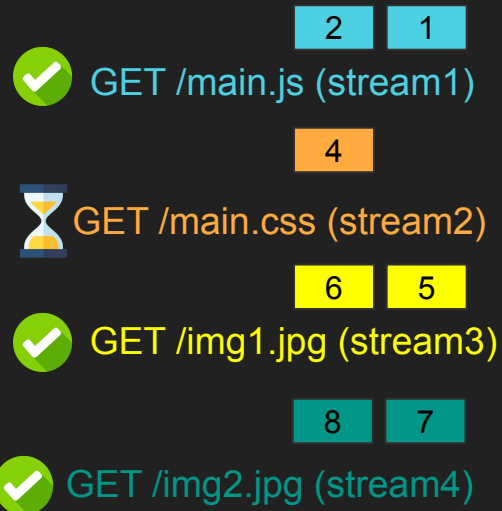 2 1
GET /main.js (stream1)
4
GET /main.css (stream2)
6 5
GET /img1.jpg (stream3)
8 7
GET /img2.jpg (stream4)